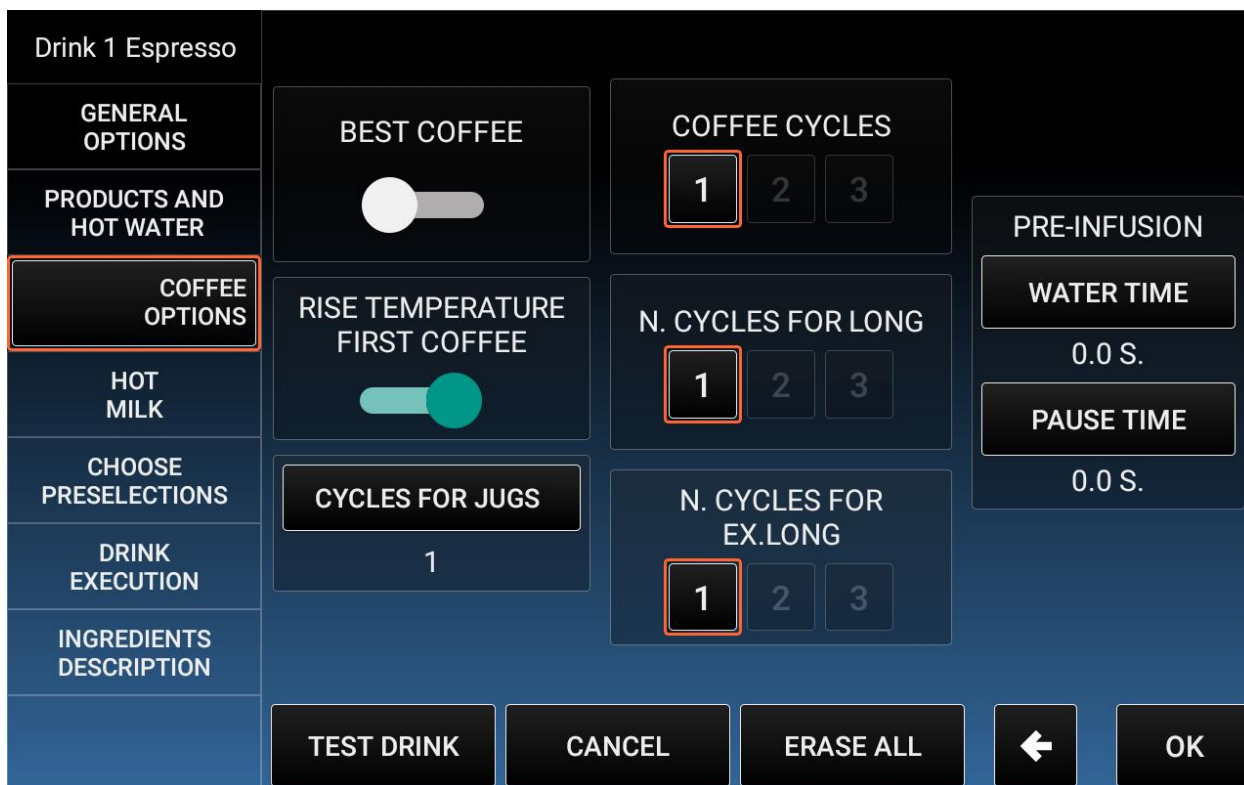 Drink 1 Espresso
GENERAL
OPTIONS
PRODUCTS AND
HOT WATER
COFFEE
OPTIONS
HOT
MILK
CHOOSE
PRESELECTIONS
DRINK
EXECUTION
INGREDIENTS
DESCRIPTION
BEST COFFEE
RISE TEMPERATURE
FIRST COFFEE
CYCLES FOR JUGS
1
COFFEE CYCLES
1 2 3
N. CYCLES FOR LONG
1 2 3
N. CYCLES FOR
EX.LONG
1 2 3
PRE-INFUSION
WATER TIME
0.0 S.
PAUSE TIME
0.0 S.
TEST DRINK
CANCEL
ERASE ALL
OK